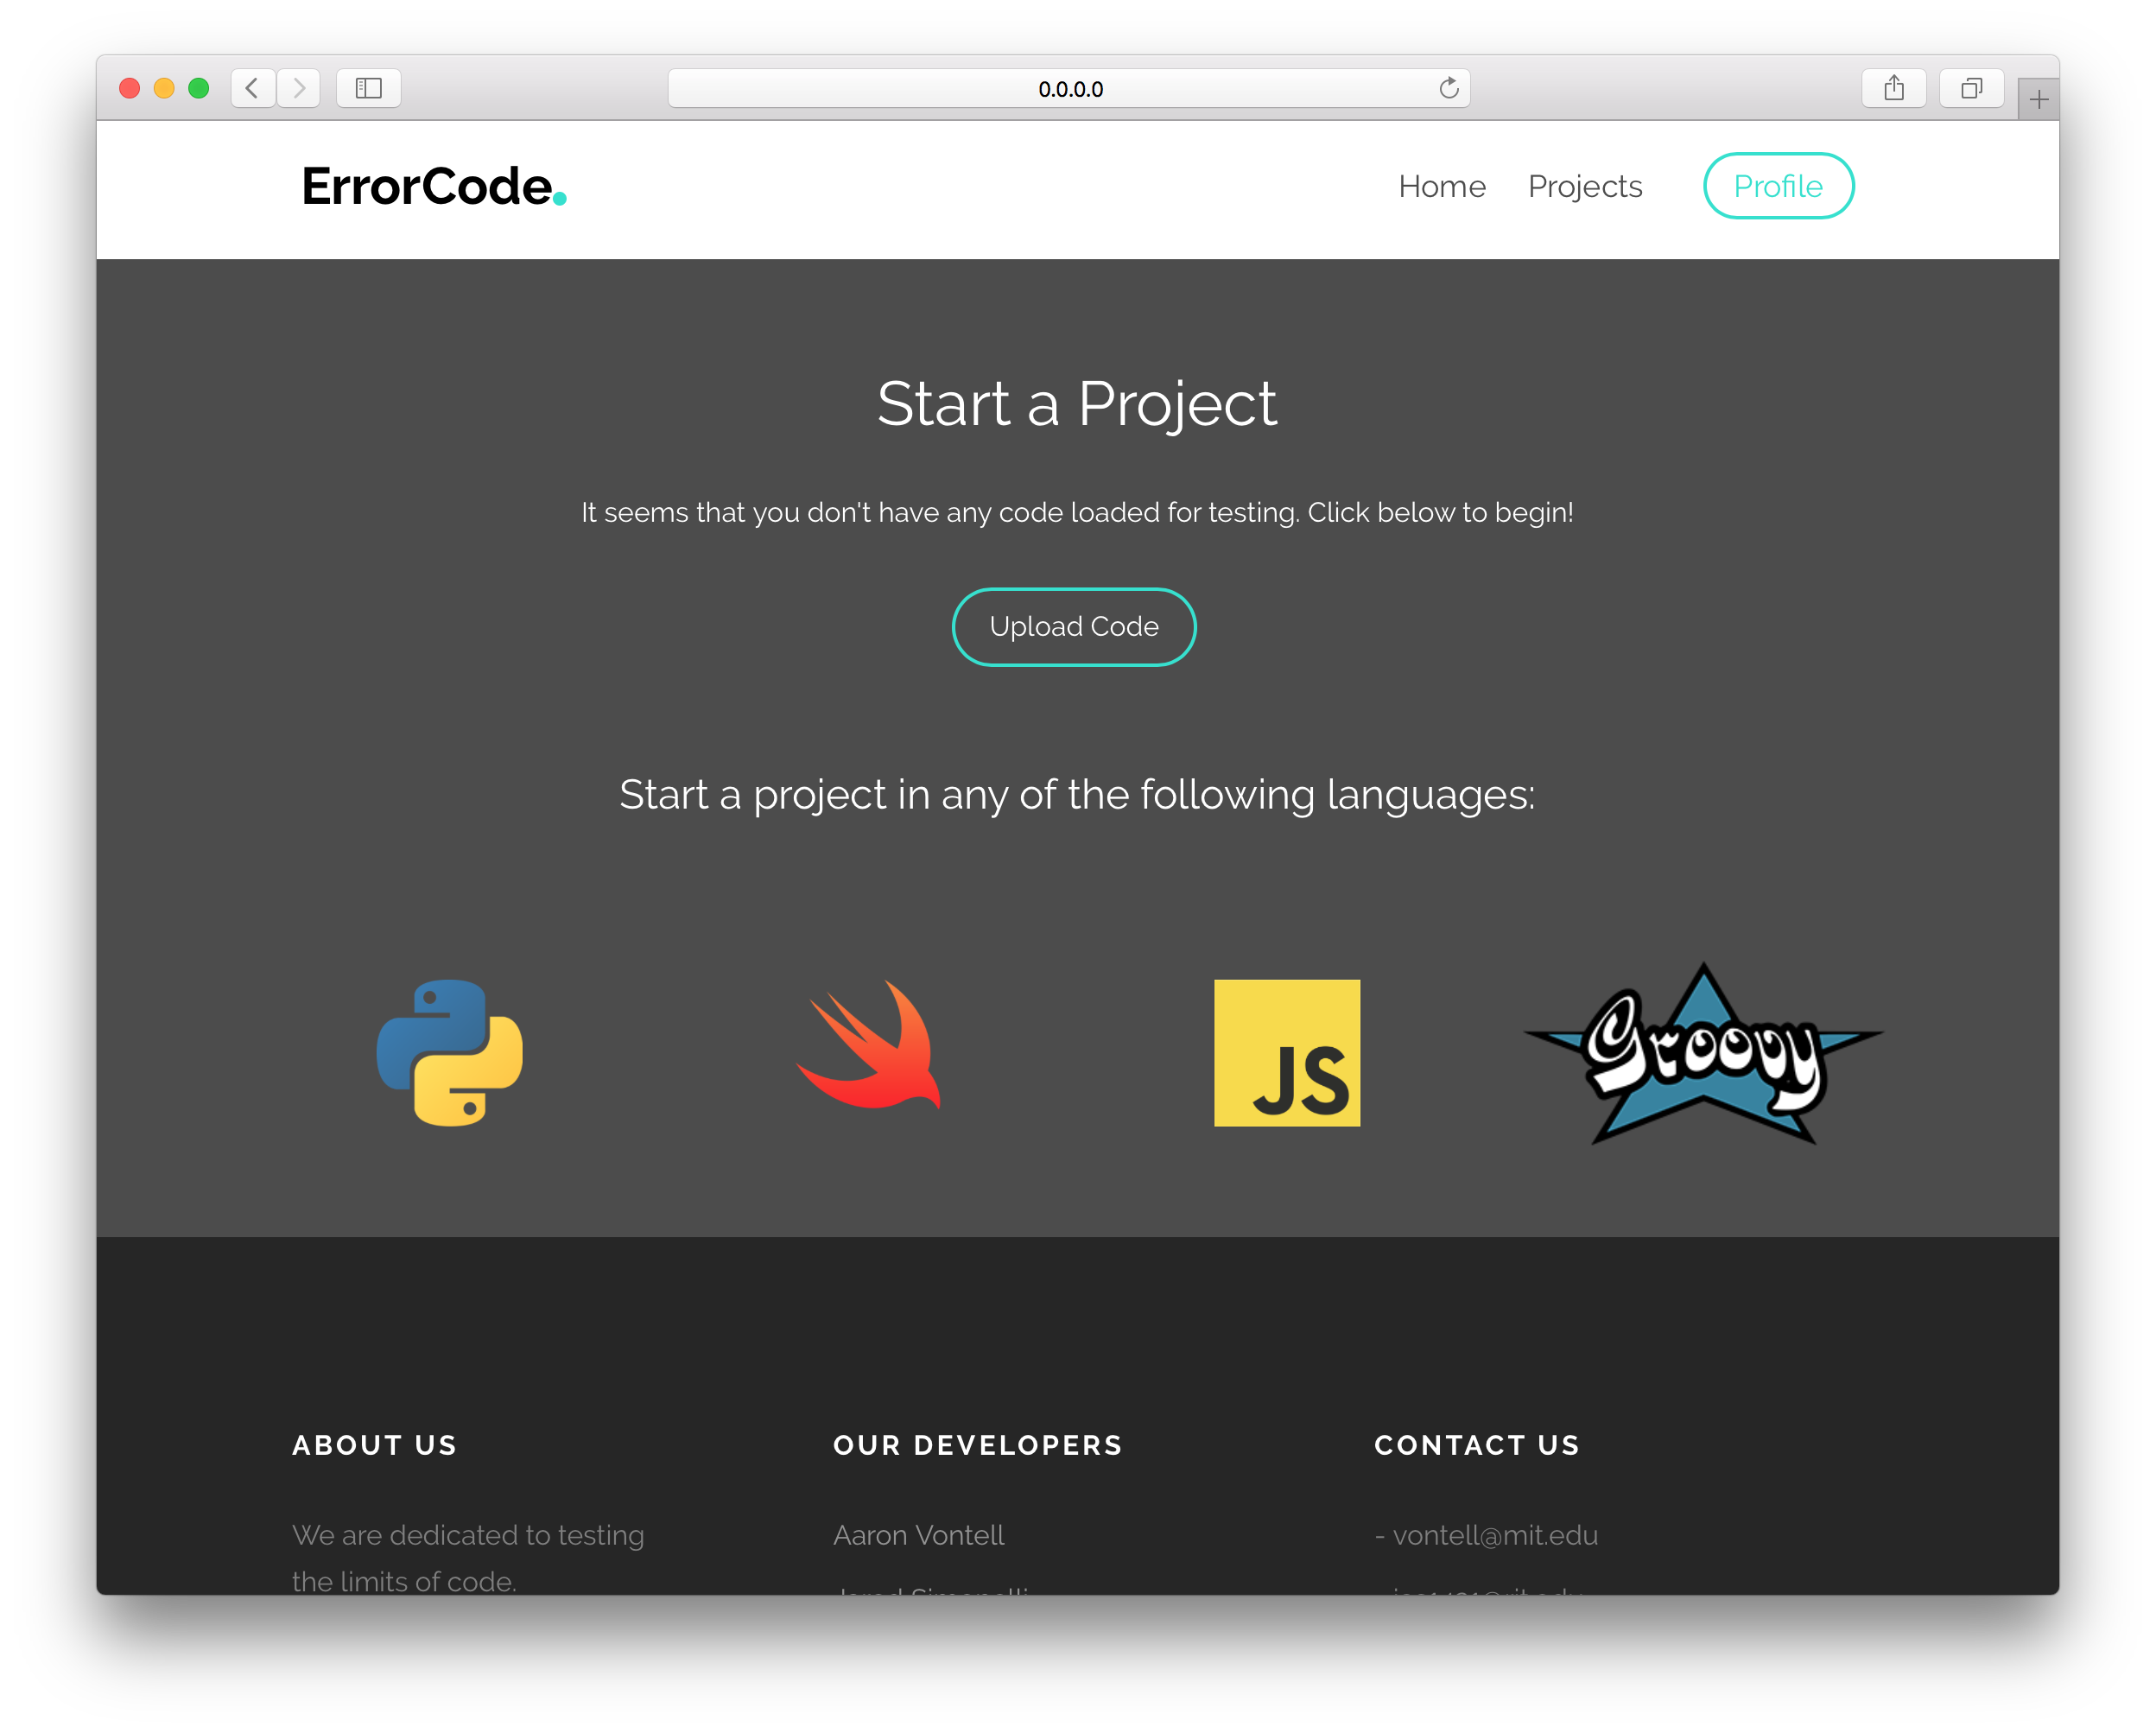 0.0.0.0
ErrorCode.
Home Projects Profile
Start a Project
It seems that you don't have any code loaded for testing. Click below to begin!
Upload Code
Start a project in any of the following languages:
JS
Groovy
ABOUT US
We are dedicated to testing
the limits of code.
OUR DEVELOPERS
Aaron Vontell
CONTACT US
- vontell@mit.edu